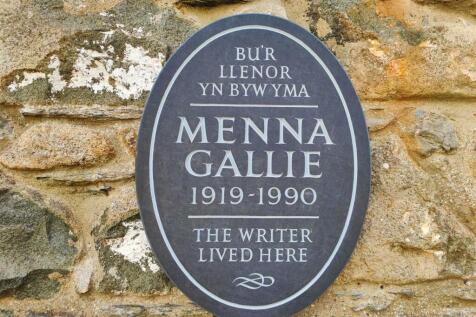 BU'R
LLENOR
YN BYW YMA
MENNA
GALLIE
1919-1990
THE WRITER
LIVED HERE